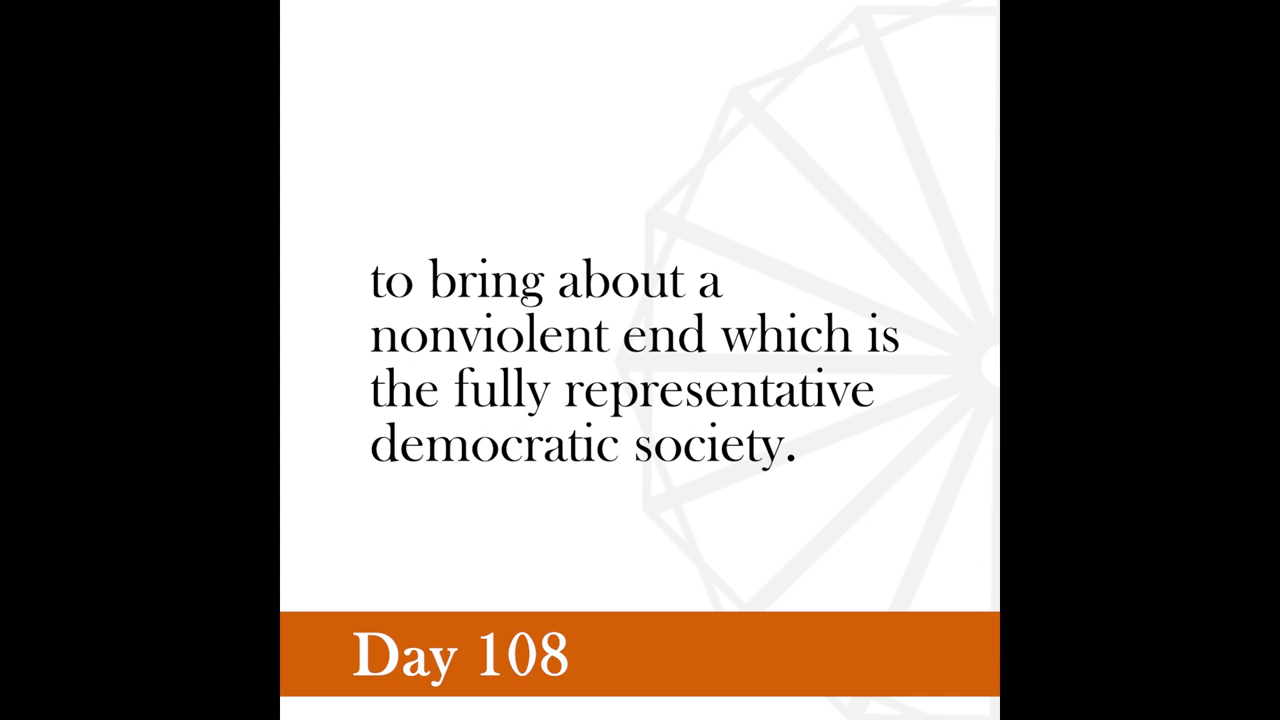 to bring about a
nonviolent end which is
the fully representative
democratic society.
Day 108